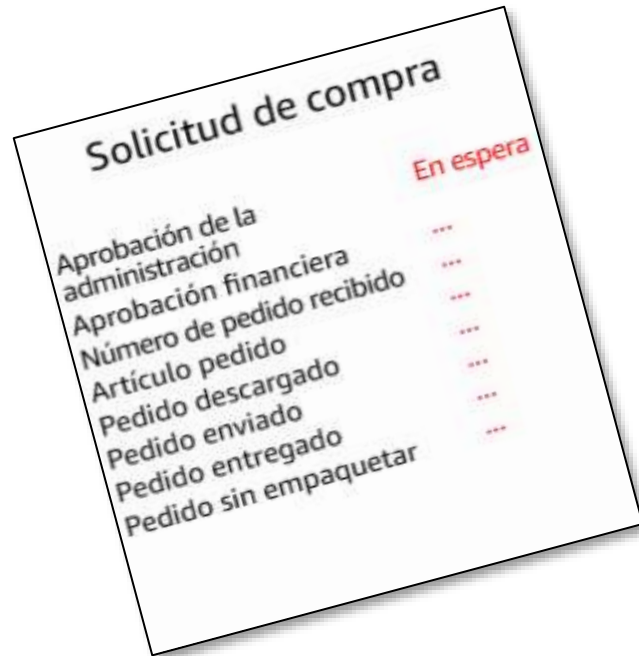 Solicitud de compra
En espera
Aprobación de la
administración
Aprobación financiera ...
Número de pedido recibido ...
Artículo pedido ...
Pedido descargado ...
Pedido enviado ...
Pedido entregado ...
Pedido sin empaquetar ...